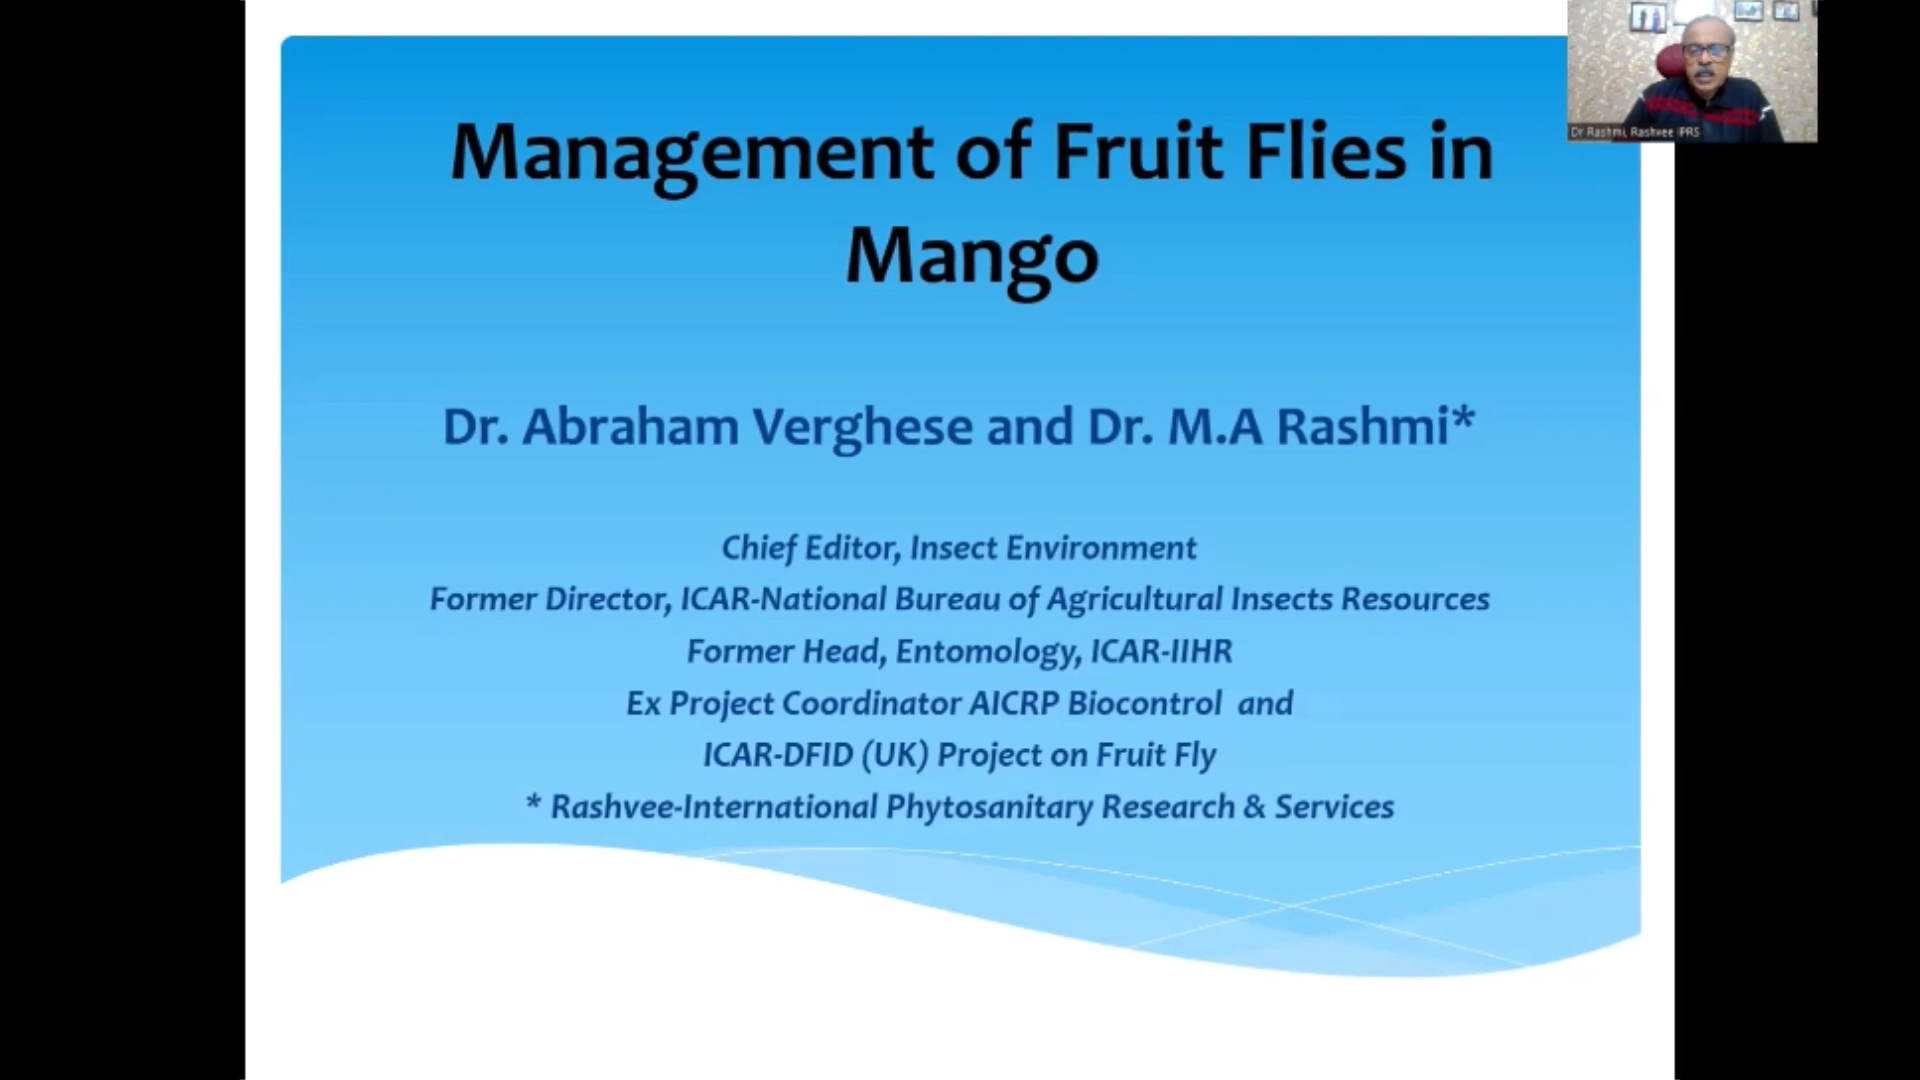 Management of Fruit Flies in
Mango
Dr. Abraham Verghese and Dr. M.A Rashmi*
Chief Editor, Insect Environment
Former Director, ICAR-National Bureau of Agricultural Insects Resources
Former Head, Entomology, ICAR-IIHR
Ex Project Coordinator AICRP Biocontrol and
ICAR-DFID (UK) Project on Fruit Fly
* Rashvee-International Phytosanitary Research & Services
Dr Rashmi, Rashvee IPRS